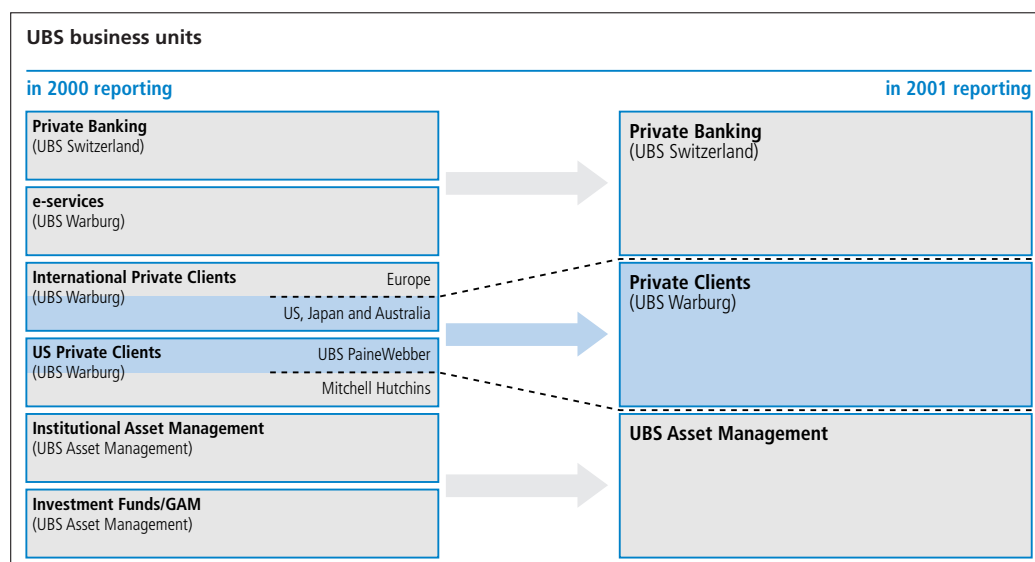 UBS business units
in 2000 reporting
in 2001 reporting
Private Banking
(UBS Switzerland)
e-services
(UBS Warburg)
International Private Clients
(UBS Warburg)
Europe
US, Japan and Australia
US Private Clients
(UBS Warburg)
UBS PaineWebber
Mitchell Hutchins
Institutional Asset Management
(UBS Asset Management)
Investment Funds/GAM
(UBS Asset Management)
Private Banking
(UBS Switzerland)
Private Clients
(UBS Warburg)
UBS Asset Management